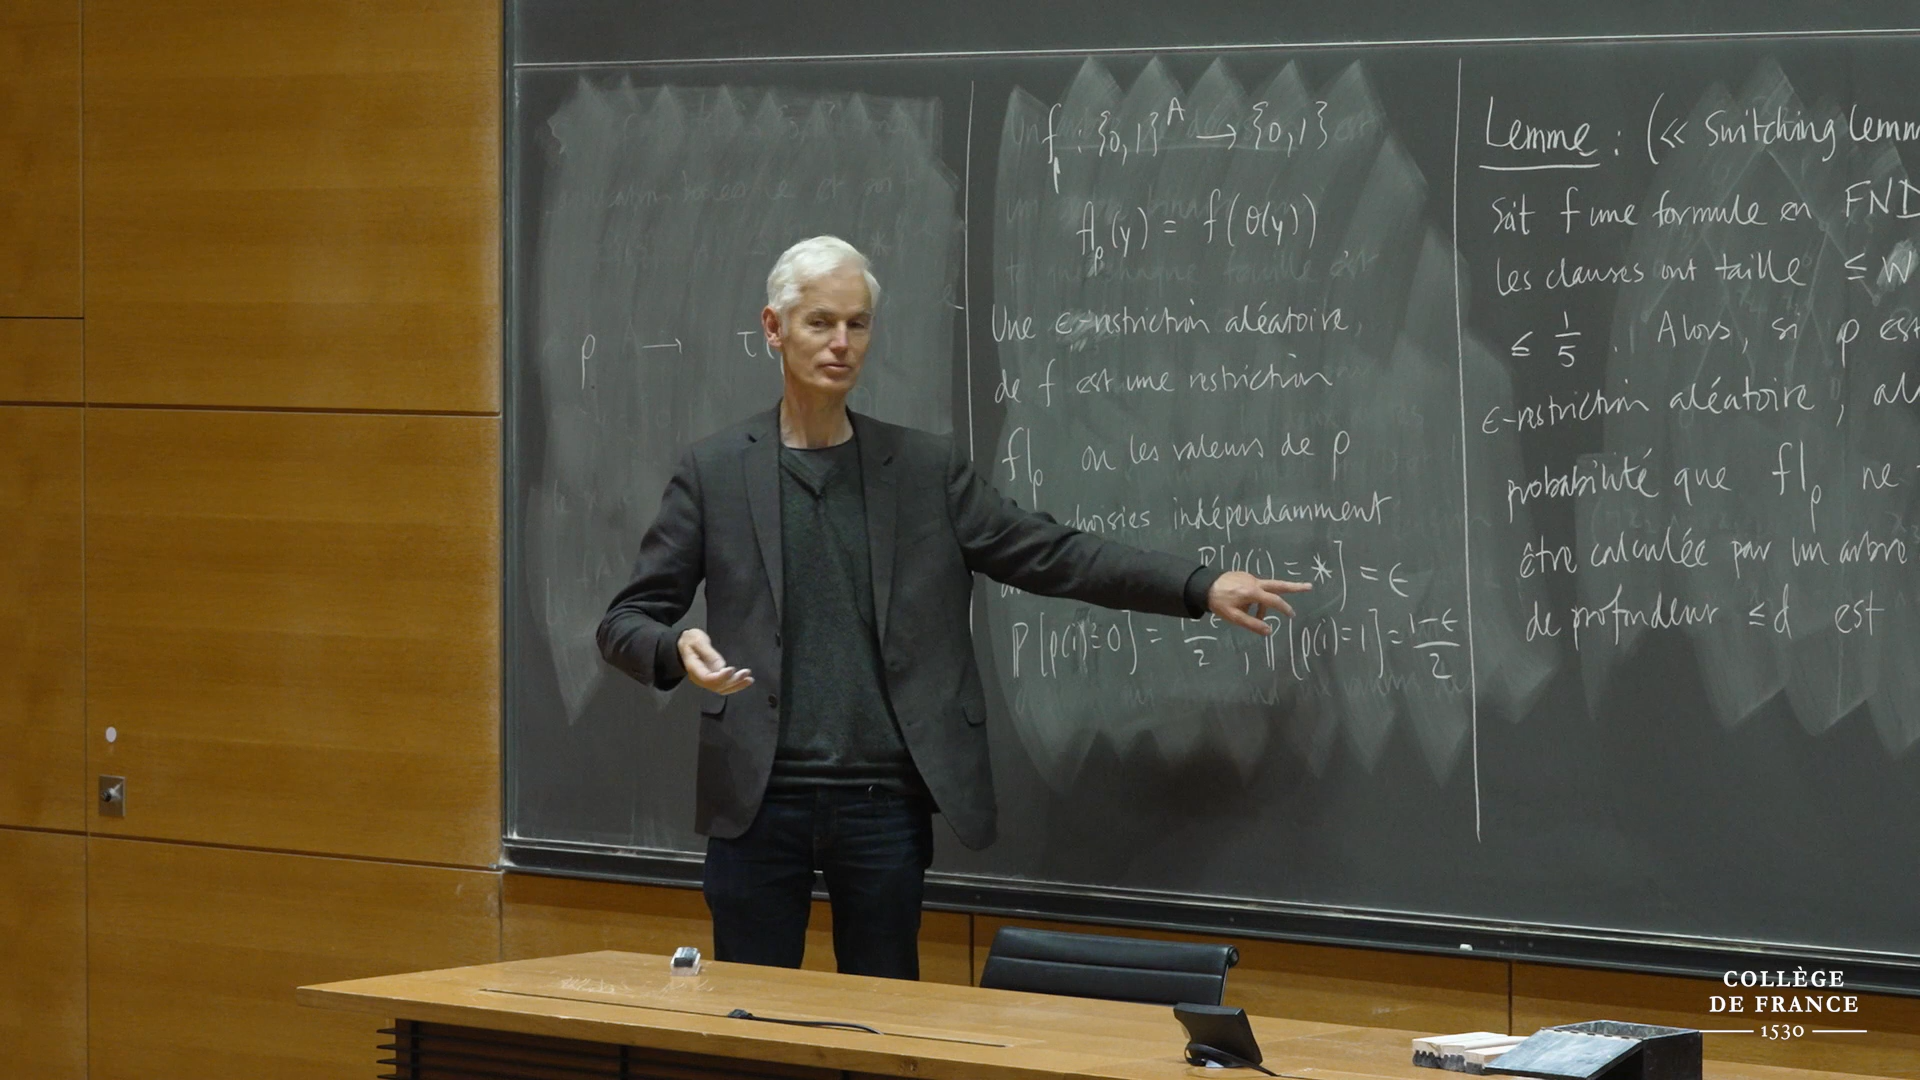 ρ → τ(
f : {0,1}^A → {0,1}
ρ
f_ρ(y) = f(θ(y))
Une ε-restriction aléatoire
de f est une restriction
f|_ρ où les valeurs de ρ
choisies indépendamment
P[ρ(i) = *] = ε
P[ρ(i)=0] = 1-ε/2 , P[ρ(i)=1] = 1-ε/2
Lemme : (<< Switching Lemm
Soit f une formule en FND
les clauses ont taille ≤ W
≤ 1/5 . Alors, si ρ est
ε-restriction aléatoire, al
probabilité que f|_ρ ne
être calculée par un arbre
de profondeur ≤ d est
COLLÈGE
DE FRANCE
1530